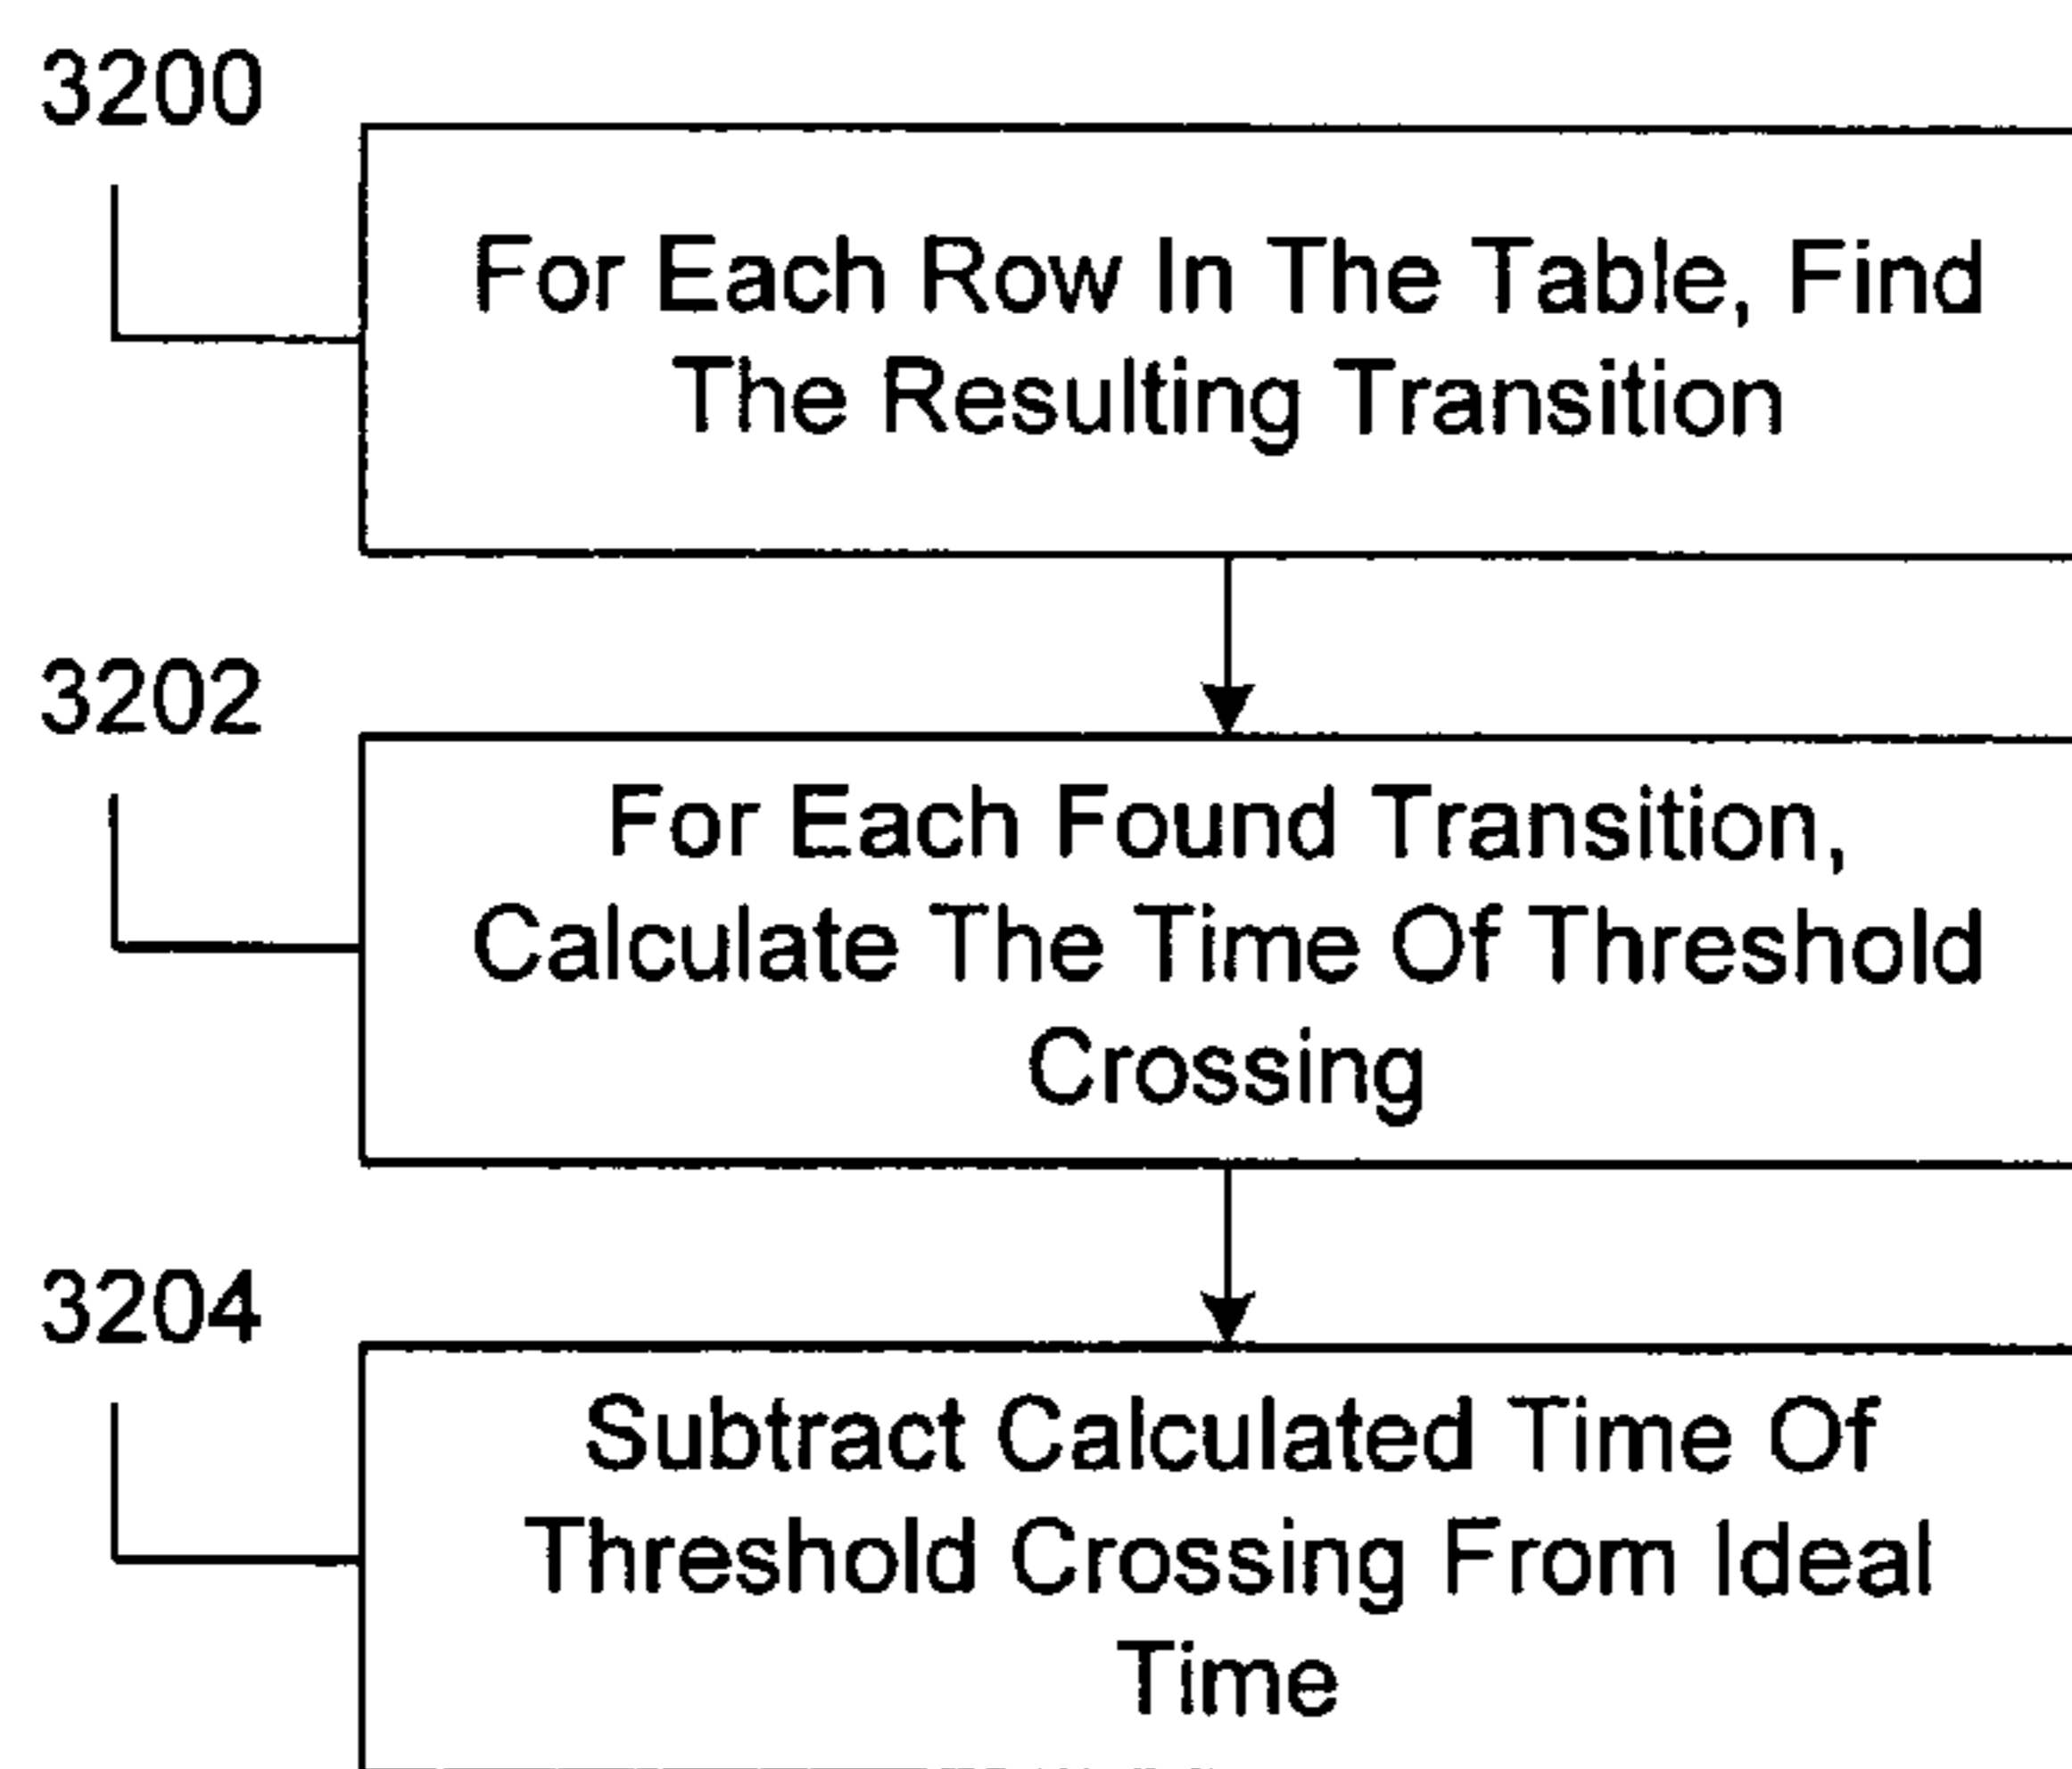 3200
For Each Row In The Table, Find
The Resulting Transition
3202
For Each Found Transition,
Calculate The Time Of Threshold
Crossing
3204
Subtract Calculated Time Of
Threshold Crossing From Ideal
Time